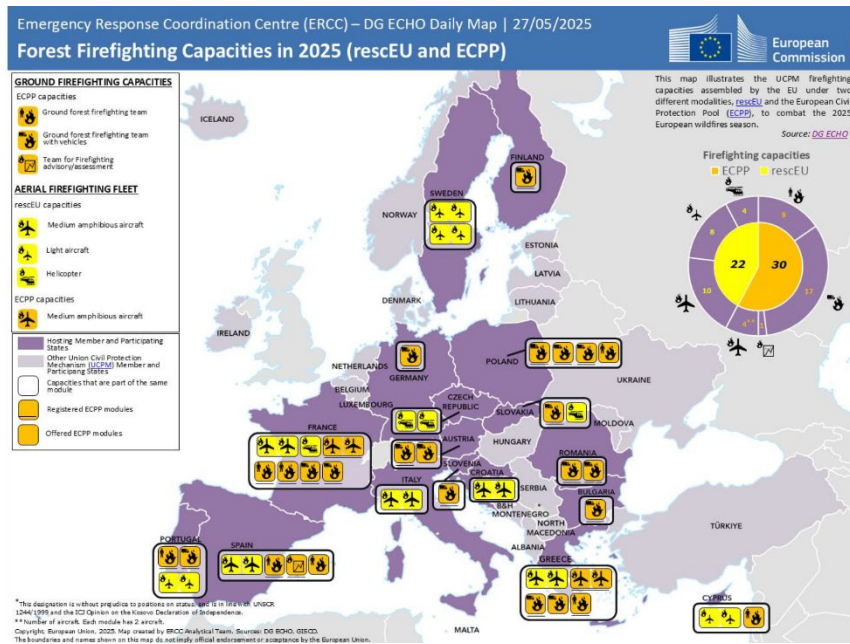 Emergency Response Coordination Centre (ERCC) – DG ECHO Daily Map | 27/05/2025
Forest Firefighting Capacities in 2025 (rescEU and ECPP)
European
Commission
GROUND FIREFIGHTING CAPACITIES
ECPP capacities
Ground forest firefighting team
Ground forest firefighting team
with vehicles
Team for Firefighting
advisory/assessment
AERIAL FIREFIGHTING FLEET
rescEU capacities
Medium amphibious aircraft
Light aircraft
Helicopter
ECPP capacities
Medium amphibious aircraft
Hosting Member and Participating
States
Other Union Civil Protection
Mechanism (UCPM) Member and
Participang States
Capacities that are part of the same
module
Registered ECPP modules
Offered ECPP modules
This map illustrates the UCPM firefighting
capacities assembled by the EU under two
different modalities, rescEU and the European Civil
Protection Pool (ECPP), to combat the 2025
European wildfires season.
Source: DG ECHO
Firefighting capacities
ECPP rescEU
4
8
10
22
30
17
ICELAND
FINLAND
SWEDEN
NORWAY
ESTONIA
LATVIA
LITHUANIA
DENMARK
IRELAND
NETHERLANDS
BELGIUM
LUXEMBOURG
GERMANY
POLAND
UKRAINE
CZECH
REPUBLIC
SLOVAKIA
MOLDOVA
FRANCE
AUSTRIA
HUNGARY
SLOVENIA
CROATIA
ROMANIA
ITALY
SERBIA
B&H
MONTENEGRO
BULGARIA
NORTH
MACEDONIA
ALBANIA
GREECE
TÜRKIYE
PORTUGAL
SPAIN
MALTA
CYPRUS
*This designation is without prejudice to positions on status, and is in line with UNSCR
1244/1999 and the ICJ Opinion on the Kosovo Declaration of Independence.
** Number of aircraft. Each module has 2 aircraft.
Copyright, European Union, 2025. Map created by ERCC Analytical Team. Sources: DG ECHO, GISCO.
The boundaries and names shown on this map do not imply official endorsement or acceptance by the European Union.